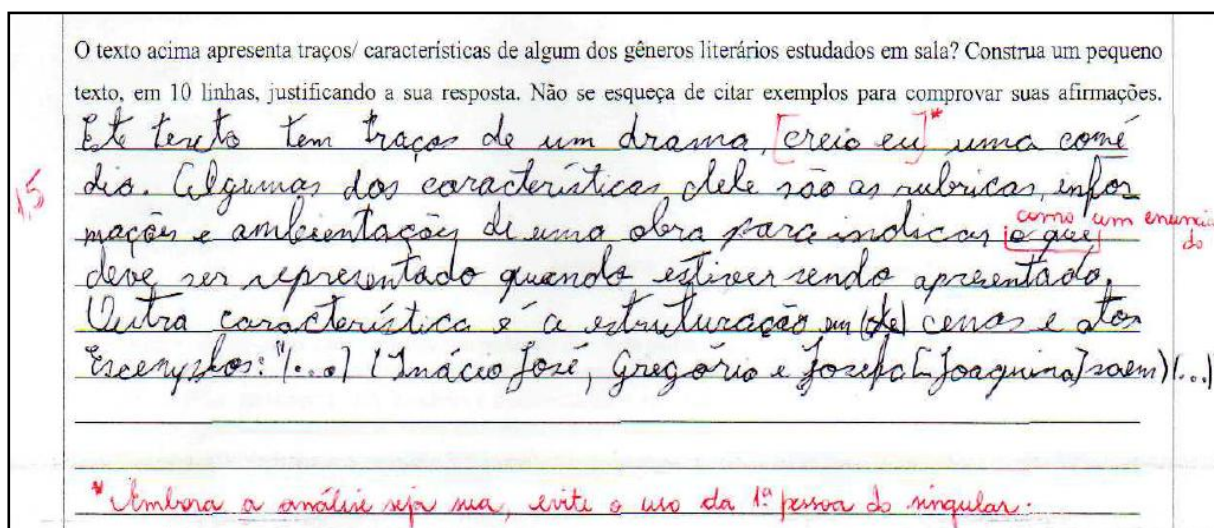 O texto acima apresenta traços/ características de algum dos gêneros literários estudados em sala? Construa um pequeno
texto, em 10 linhas, justificando a sua resposta. Não se esqueça de citar exemplos para comprovar suas afirmações.
Este texto tem traços de um drama, [creio eu]* uma comé
dia. Algumas das características dele são as rubricas, infor
1,5
mações e ambientações de uma obra para indicar o que
como um enuncia
do
deve ser representado quando estiver sendo apresentado.
Outra característica é a estruturação em (de) cenas e atos
Exemplos: "(...) (Inácio José, Gregório e Josefa [Joaquina] saem) (...)
* Embora a análise seja sua, evite o uso da 1ª pessoa do singular.